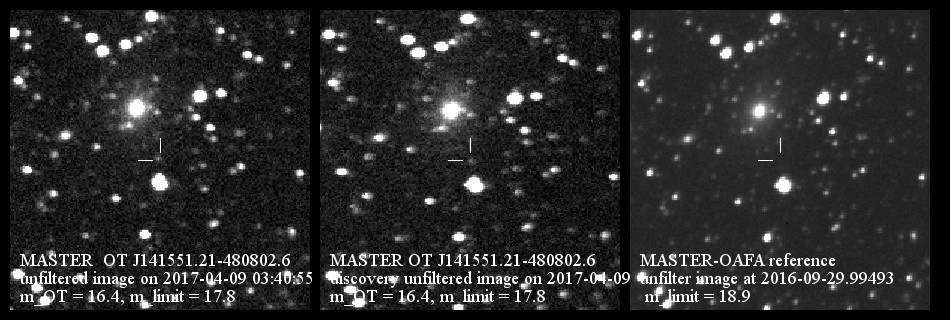 MASTER OT J141551.21-480802.6
unfiltered image on 2017-04-09 03:40:55
m_OT = 16.4, m_limit = 17.8
MASTER OT J141551.21-480802.6
discovery unfiltered image on 2017-04-09
m_OT = 16.4, m_limit = 17.8
MASTER-OAFA reference
unfilter image at 2016-09-29.99493
m_limit = 18.9